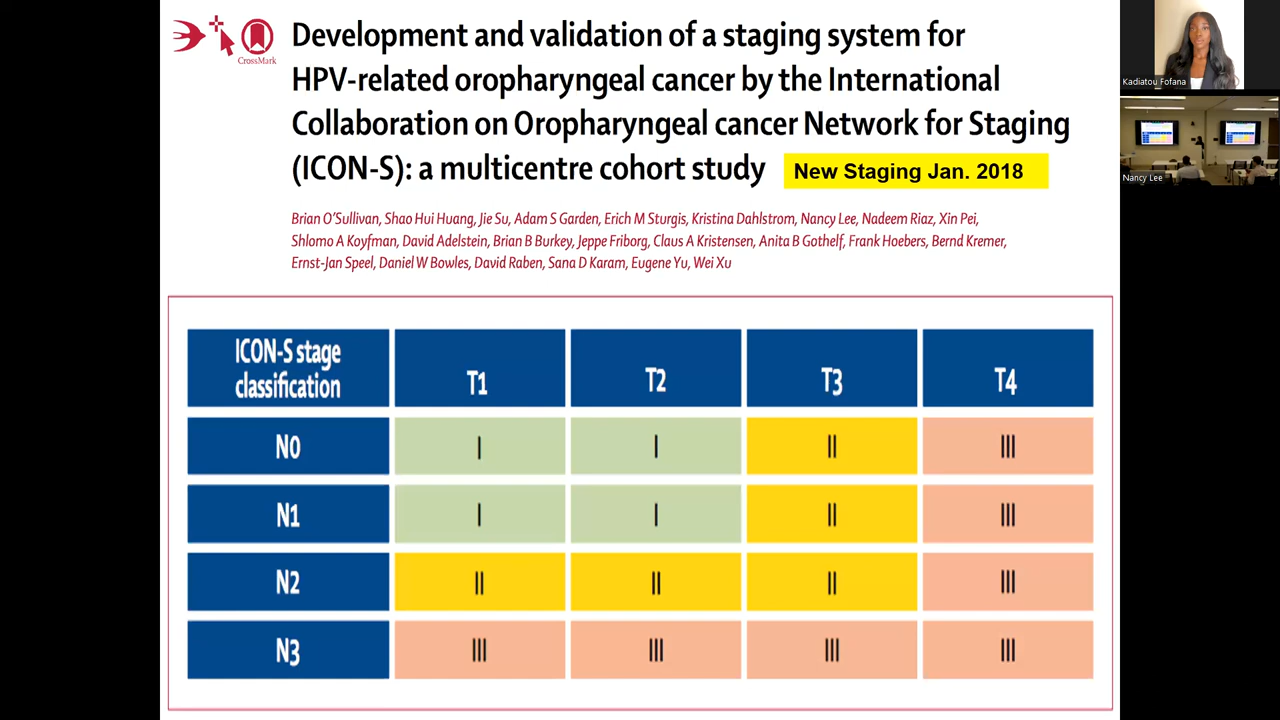 CrossMark
Development and validation of a staging system for
HPV-related oropharyngeal cancer by the International
Collaboration on Oropharyngeal cancer Network for Staging
(ICON-S): a multicentre cohort study
New Staging Jan. 2018
Brian O'Sullivan, Shao Hui Huang, Jie Su, Adam S Garden, Erich M Sturgis, Kristina Dahlstrom, Nancy Lee, Nadeem Riaz, Xin Pei,
Shlomo A Koyfman, David Adelstein, Brian B Burkey, Jeppe Friborg, Claus A Kristensen, Anita B Gothelf, Frank Hoebers, Bernd Kremer,
Ernst-Jan Speel, Daniel W Bowles, David Raben, Sana D Karam, Eugene Yu, Wei Xu
ICON-S stage
classification
T1 T2 T3 T4
N0 I I II III
N1 I I II III
N2 II II II III
N3 III III III III
Kadiatou Fofana
Nancy Lee